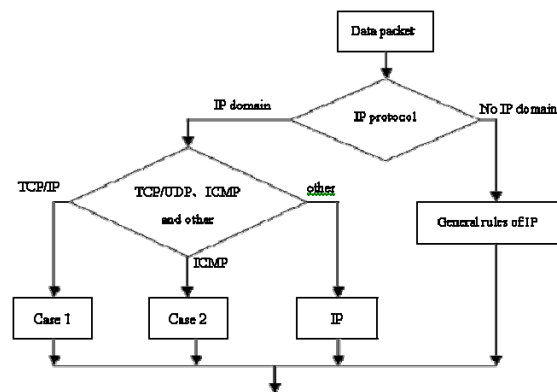 Data packet
IP domain
No IP domain
IP protocol
TCP/IP
TCP/UDP、ICMP
and other
other
General rules of IP
ICMP
Case 1
Case 2
IP